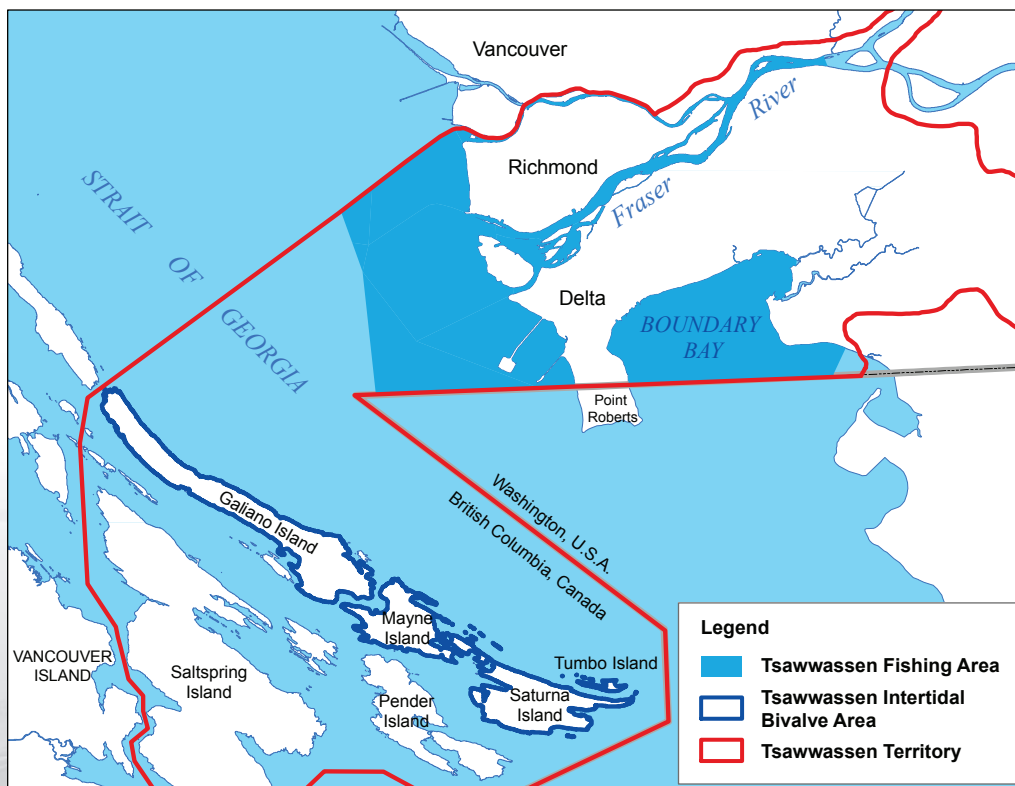 Vancouver
River
Richmond
Fraser
STRAIT
OF
GEORGIA
Delta
BOUNDARY
BAY
Point
Roberts
Washington, U.S.A.
British Columbia, Canada
Galiano Island
Mayne
Island
Tumbo Island
Saturna
Island
Pender
Island
Saltspring
Island
VANCOUVER
ISLAND
Legend
Tsawwassen Fishing Area
Tsawwassen Intertidal
Bivalve Area
Tsawwassen Territory